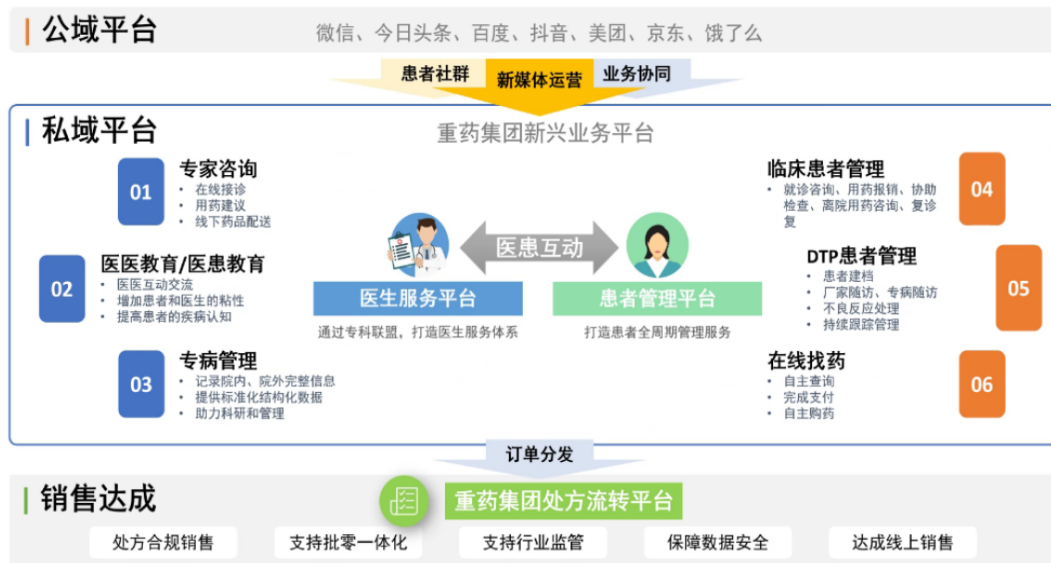 公域平台
微信、今日头条、百度、抖音、美团、京东、饿了么
患者社群
新媒体运营
业务协同
私域平台
重药集团新兴业务平台
01
专家咨询
• 在线接诊
• 用药建议
• 线下药品配送
02
医医教育/医患教育
• 医医互动交流
• 增加患者和医生的粘性
• 提高患者的疾病认知
03
专病管理
• 记录院内、院外完整信息
• 提供标准化结构化数据
• 助力科研和管理
医患互动
医生服务平台
通过专科联盟，打造医生服务体系
患者管理平台
打造患者全周期管理服务
临床患者管理
• 就诊咨询、用药报销、协助
检查、离院用药咨询、复诊
复
04
DTP患者管理
• 患者建档
• 厂家随访、专病随访
• 不良反应处理
• 持续跟踪管理
05
在线找药
• 自主查询
• 完成支付
• 自主购药
06
订单分发
销售达成
重药集团处方流转平台
处方合规销售
支持批零一体化
支持行业监管
保障数据安全
达成线上销售